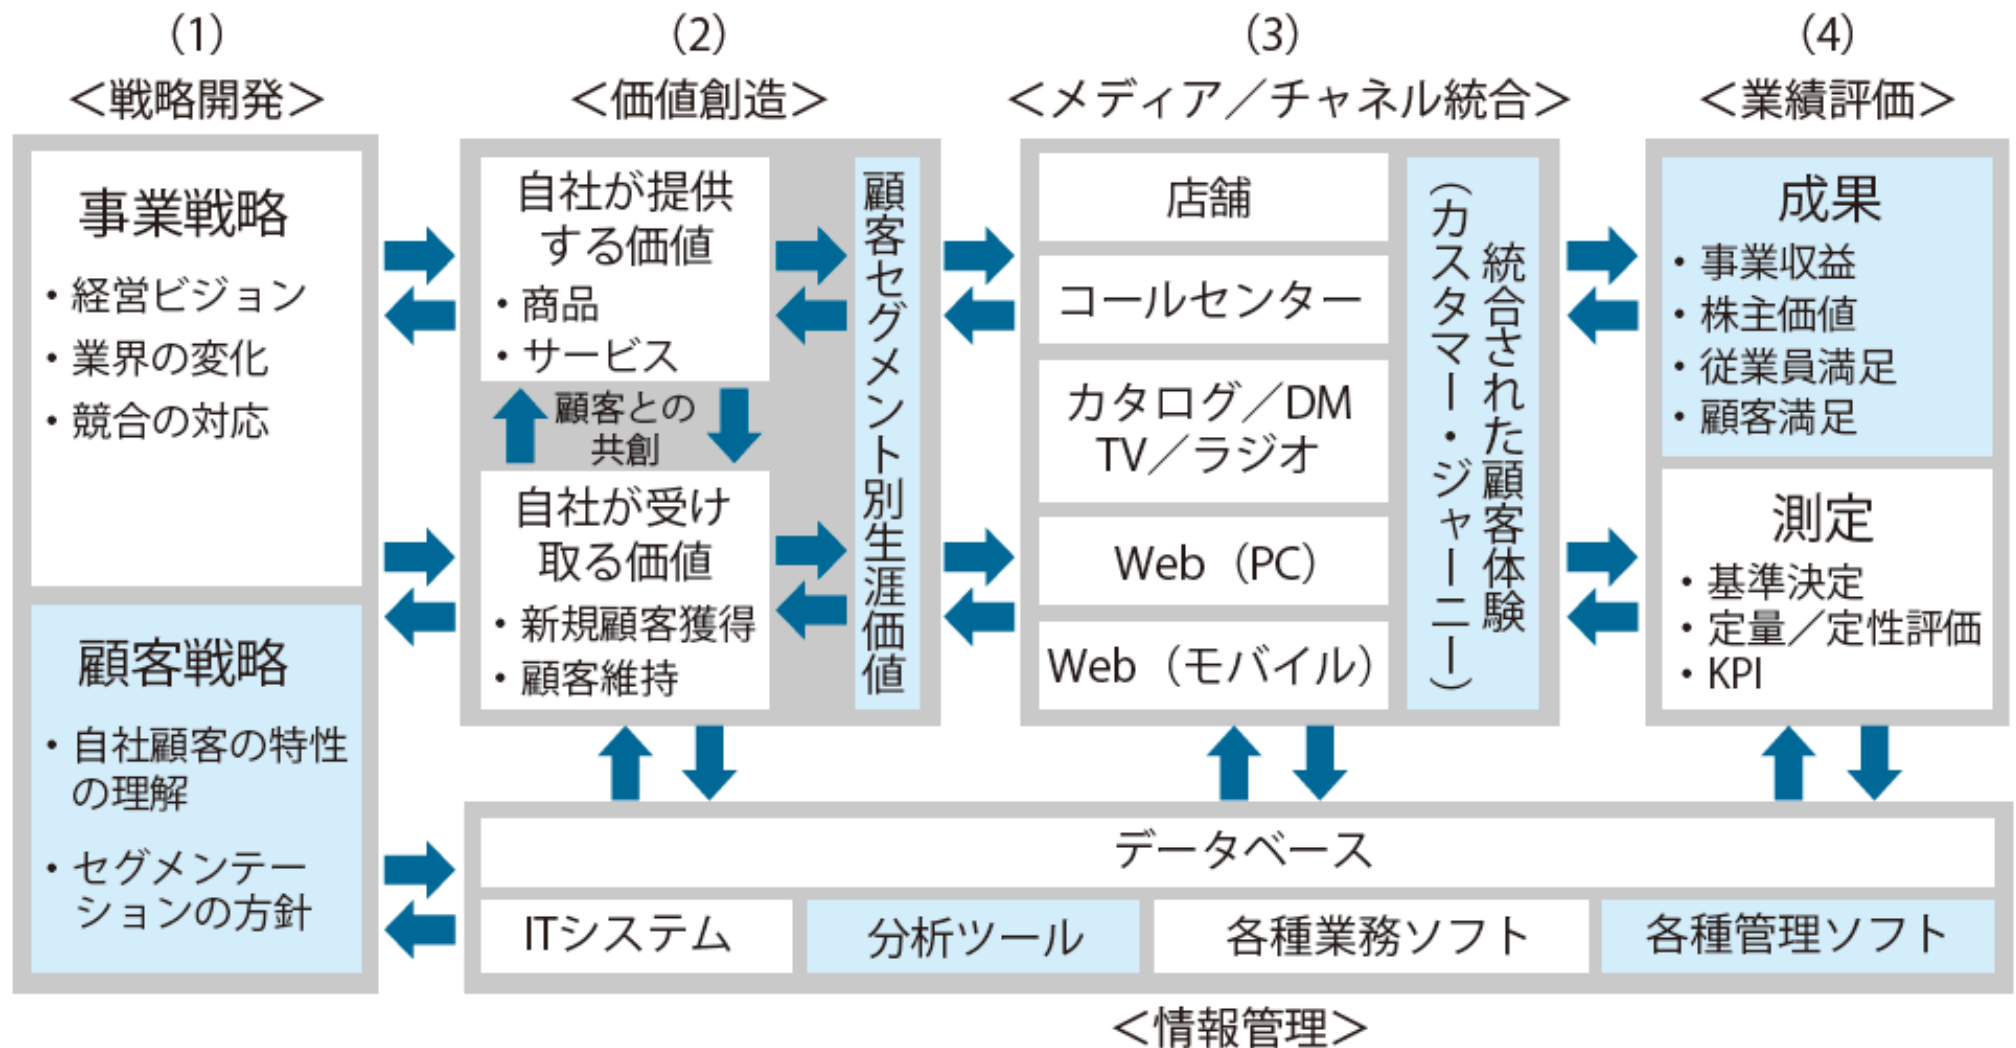 (1)
＜戦略開発＞
事業戦略
・経営ビジョン
・業界の変化
・競合の対応
顧客戦略
・自社顧客の特性
の理解
・セグメンテー
ションの方針
(2)
＜価値創造＞
自社が提供
する価値
・商品
・サービス
顧客との
共創
自社が受け
取る価値
・新規顧客獲得
・顧客維持
顧客セグメント別生涯価値
(3)
＜メディア／チャネル統合＞
店舗
コールセンター
カタログ／DM
TV／ラジオ
Web（PC）
Web（モバイル）
統合された顧客体験
（カスタマー・ジャーニー）
(4)
＜業績評価＞
成果
・事業収益
・株主価値
・従業員満足
・顧客満足
測定
・基準決定
・定量／定性評価
・KPI
データベース
ITシステム
分析ツール
各種業務ソフト
各種管理ソフト
＜情報管理＞